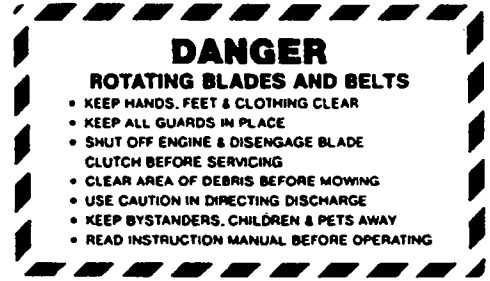 DANGER
ROTATING BLADES AND BELTS
• KEEP HANDS, FEET & CLOTHING CLEAR
• KEEP ALL GUARDS IN PLACE
• SHUT OFF ENGINE & DISENGAGE BLADE
CLUTCH BEFORE SERVICING
• CLEAR AREA OF DEBRIS BEFORE MOWING
• USE CAUTION IN DIRECTING DISCHARGE
• KEEP BYSTANDERS, CHILDREN & PETS AWAY
• READ INSTRUCTION MANUAL BEFORE OPERATING